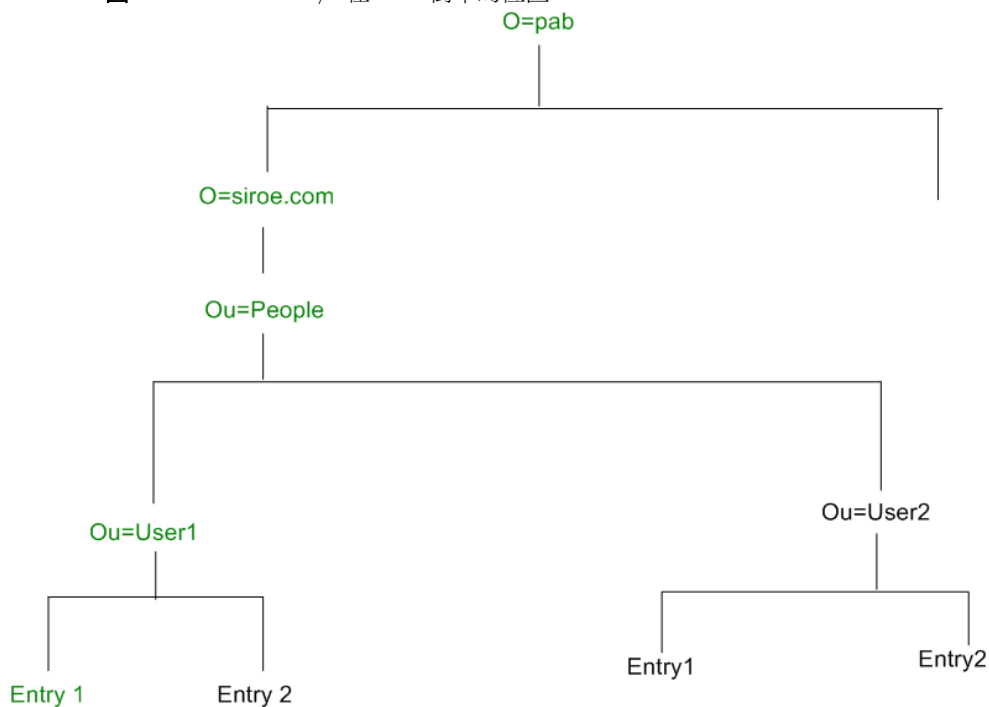 O=pab
O=siroe.com
Ou=People
Ou=User1
Ou=User2
Entry 1
Entry 2
Entry1
Entry2